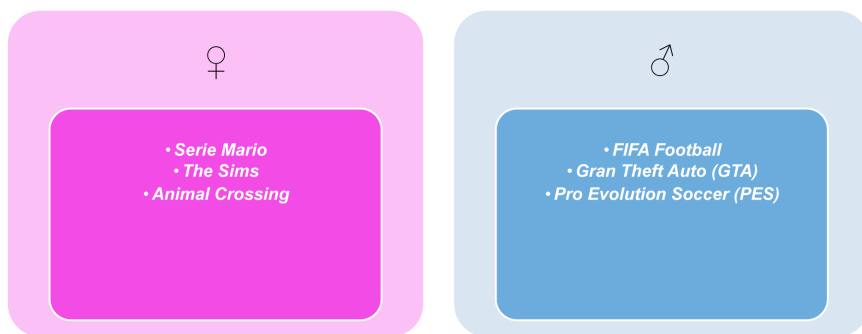 ♀
• Serie Mario
• The Sims
• Animal Crossing
♂
• FIFA Football
• Gran Theft Auto (GTA)
• Pro Evolution Soccer (PES)